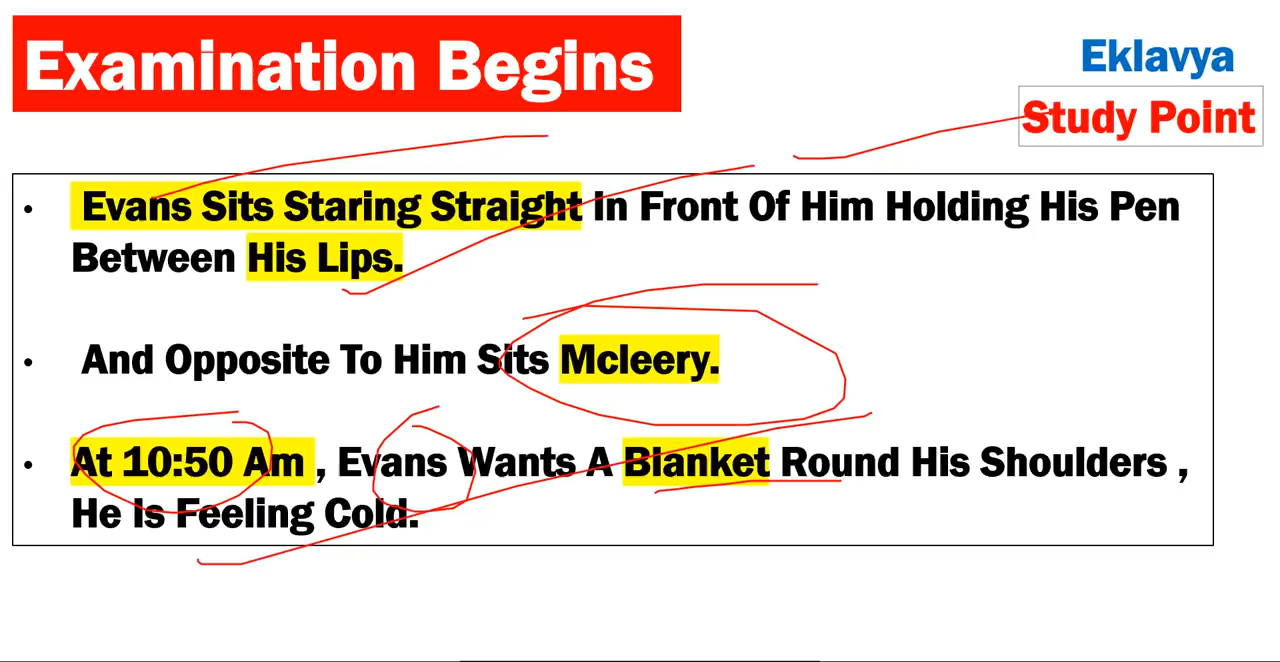 Examination Begins
Eklavya
Study Point
• Evans Sits Staring Straight In Front Of Him Holding His Pen
Between His Lips.
• And Opposite To Him Sits Mcleery.
• At 10:50 Am , Evans Wants A Blanket Round His Shoulders ,
He Is Feeling Cold.